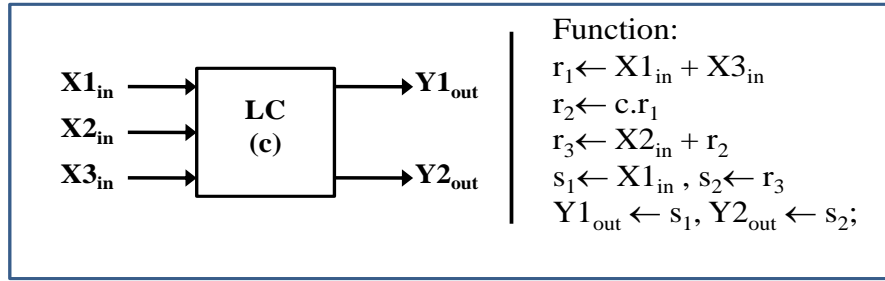 X1in
X2in
X3in
LC
(c)
Y1out
Y2out
Function:
r1← X1in + X3in
r2← c.r1
r3← X2in + r2
s1← X1in , s2← r3
Y1out ← s1, Y2out ← s2;